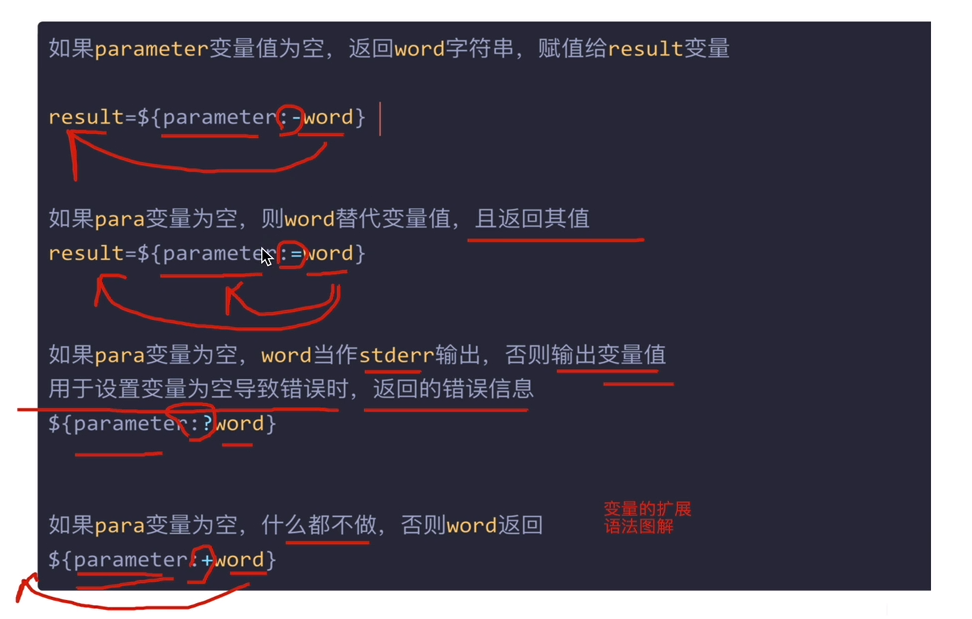 如果parameter变量值为空，返回word字符串，赋值给result变量
result=${parameter:-word}
如果para变量为空，则word替代变量值，且返回其值
result=${parameter:=word}
如果para变量为空，word当作stderr输出，否则输出变量值
用于设置变量为空导致错误时，返回的错误信息
${parameter:?word}
如果para变量为空，什么都不做，否则word返回
${parameter:+word}
变量的扩展
语法图解